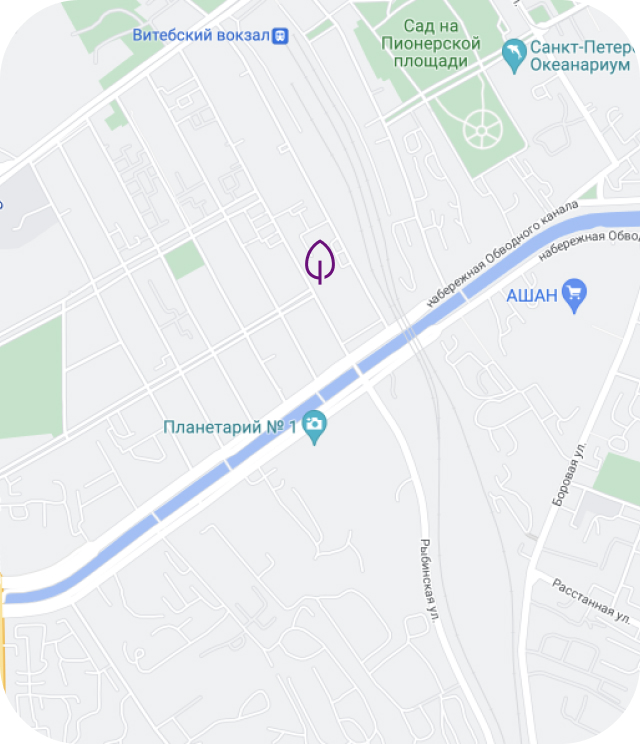 Витебский вокзал
Сад на
Пионерской
площади
Санкт-Петер
Океанариум
набережная Обводного канала
набережная Обво
АШАН
Планетарий № 1
Боровая ул.
Рыбинская ул.
Расстанная ул.